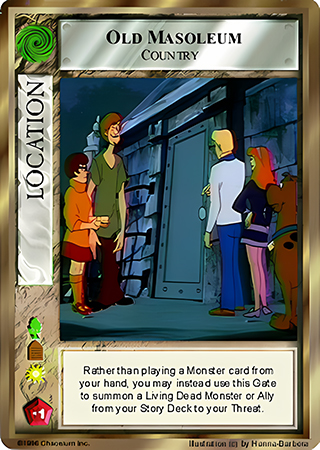 OLD MASOLEUM
COUNTRY
LOCATION
-1
Rather than playing a Monster card from
your hand, you may instead use this Gate
to summon a Living Dead Monster or Ally
from your Story Deck to your Threat.
©1996 Chaosium Inc.
Illustration (c) by Hanna-Barbera